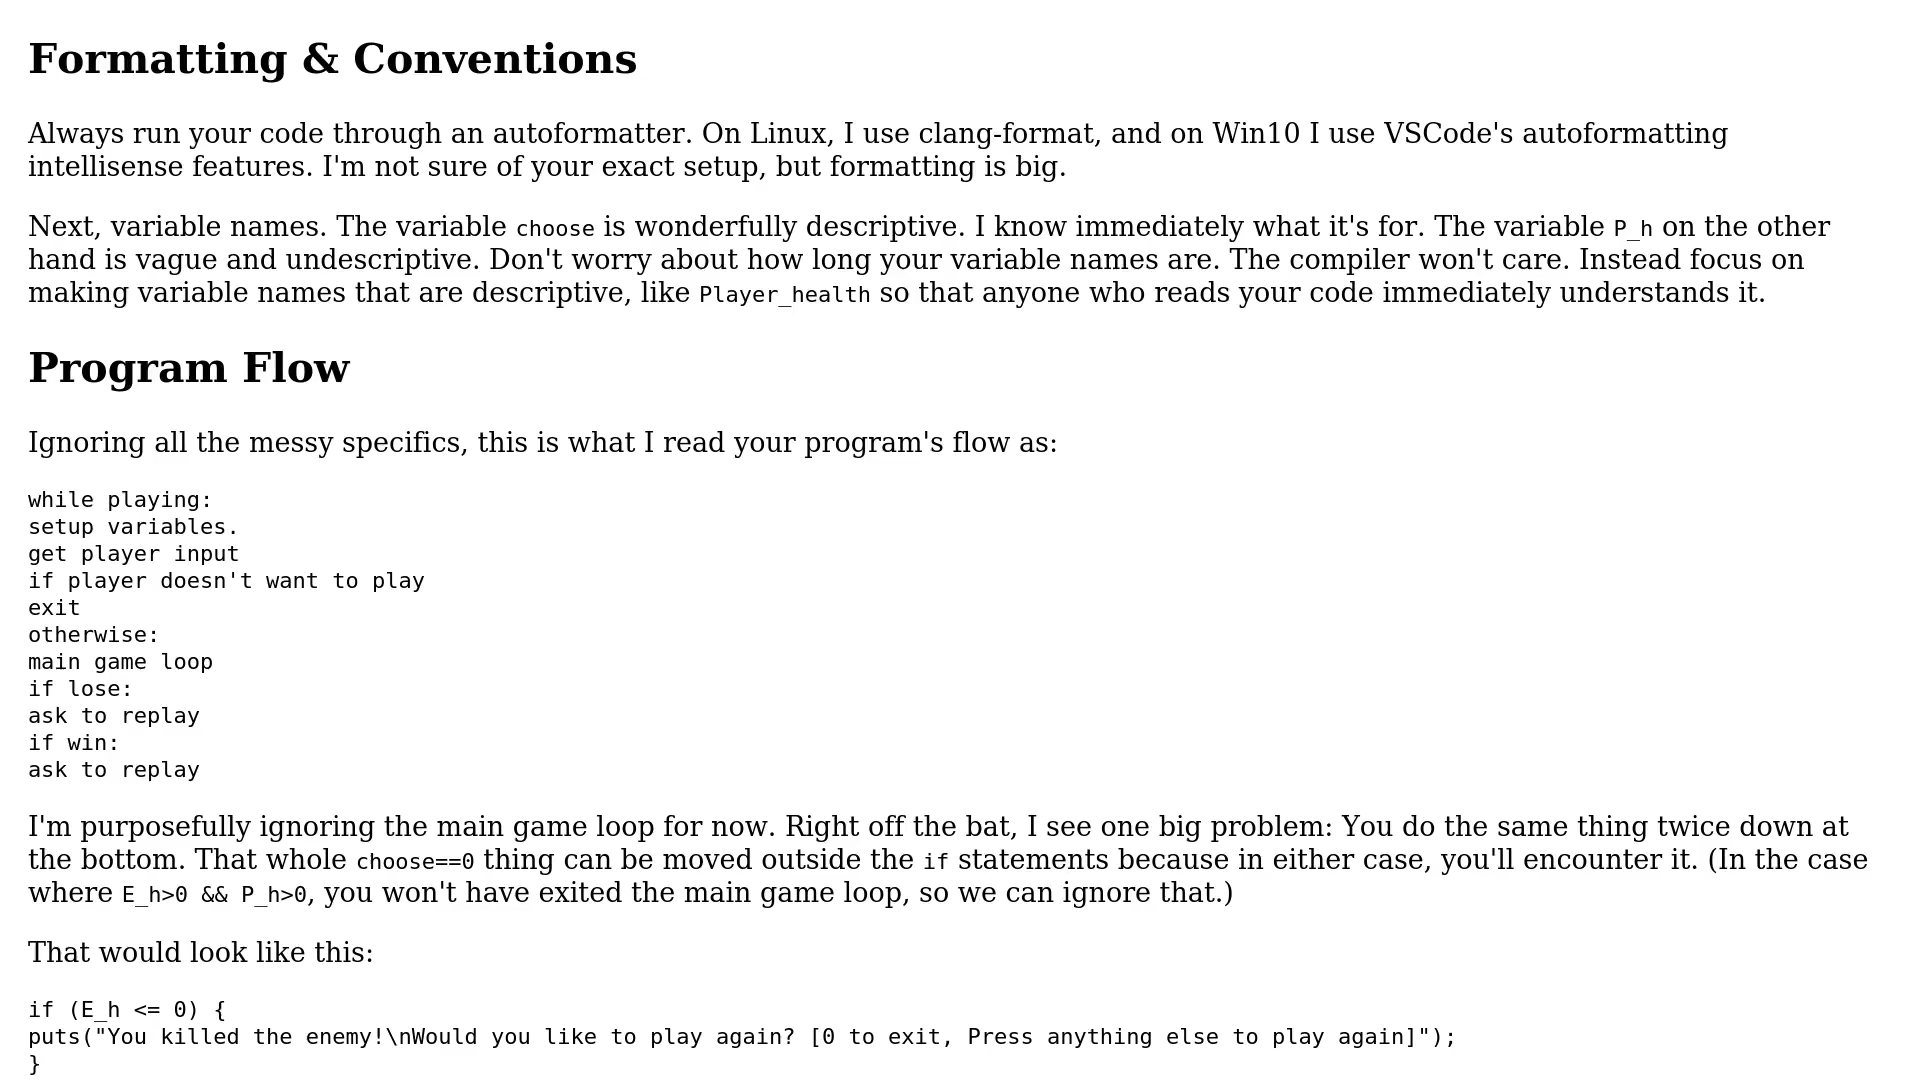 Formatting & Conventions
Always run your code through an autoformatter. On Linux, I use clang-format, and on Win10 I use VSCode's autoformatting
intellisense features. I'm not sure of your exact setup, but formatting is big.
Next, variable names. The variable choose is wonderfully descriptive. I know immediately what it's for. The variable P_h on the other
hand is vague and undescriptive. Don't worry about how long your variable names are. The compiler won't care. Instead focus on
making variable names that are descriptive, like Player_health so that anyone who reads your code immediately understands it.
Program Flow
Ignoring all the messy specifics, this is what I read your program's flow as:
while playing:
setup variables.
get player input
if player doesn't want to play
exit
otherwise:
main game loop
if lose:
ask to replay
if win:
ask to replay
I'm purposefully ignoring the main game loop for now. Right off the bat, I see one big problem: You do the same thing twice down at
the bottom. That whole choose==0 thing can be moved outside the if statements because in either case, you'll encounter it. (In the case
where E_h>0 && P_h>0, you won't have exited the main game loop, so we can ignore that.)
That would look like this:
if (E_h <= 0) {
puts("You killed the enemy!\nWould you like to play again? [0 to exit, Press anything else to play again]");
}